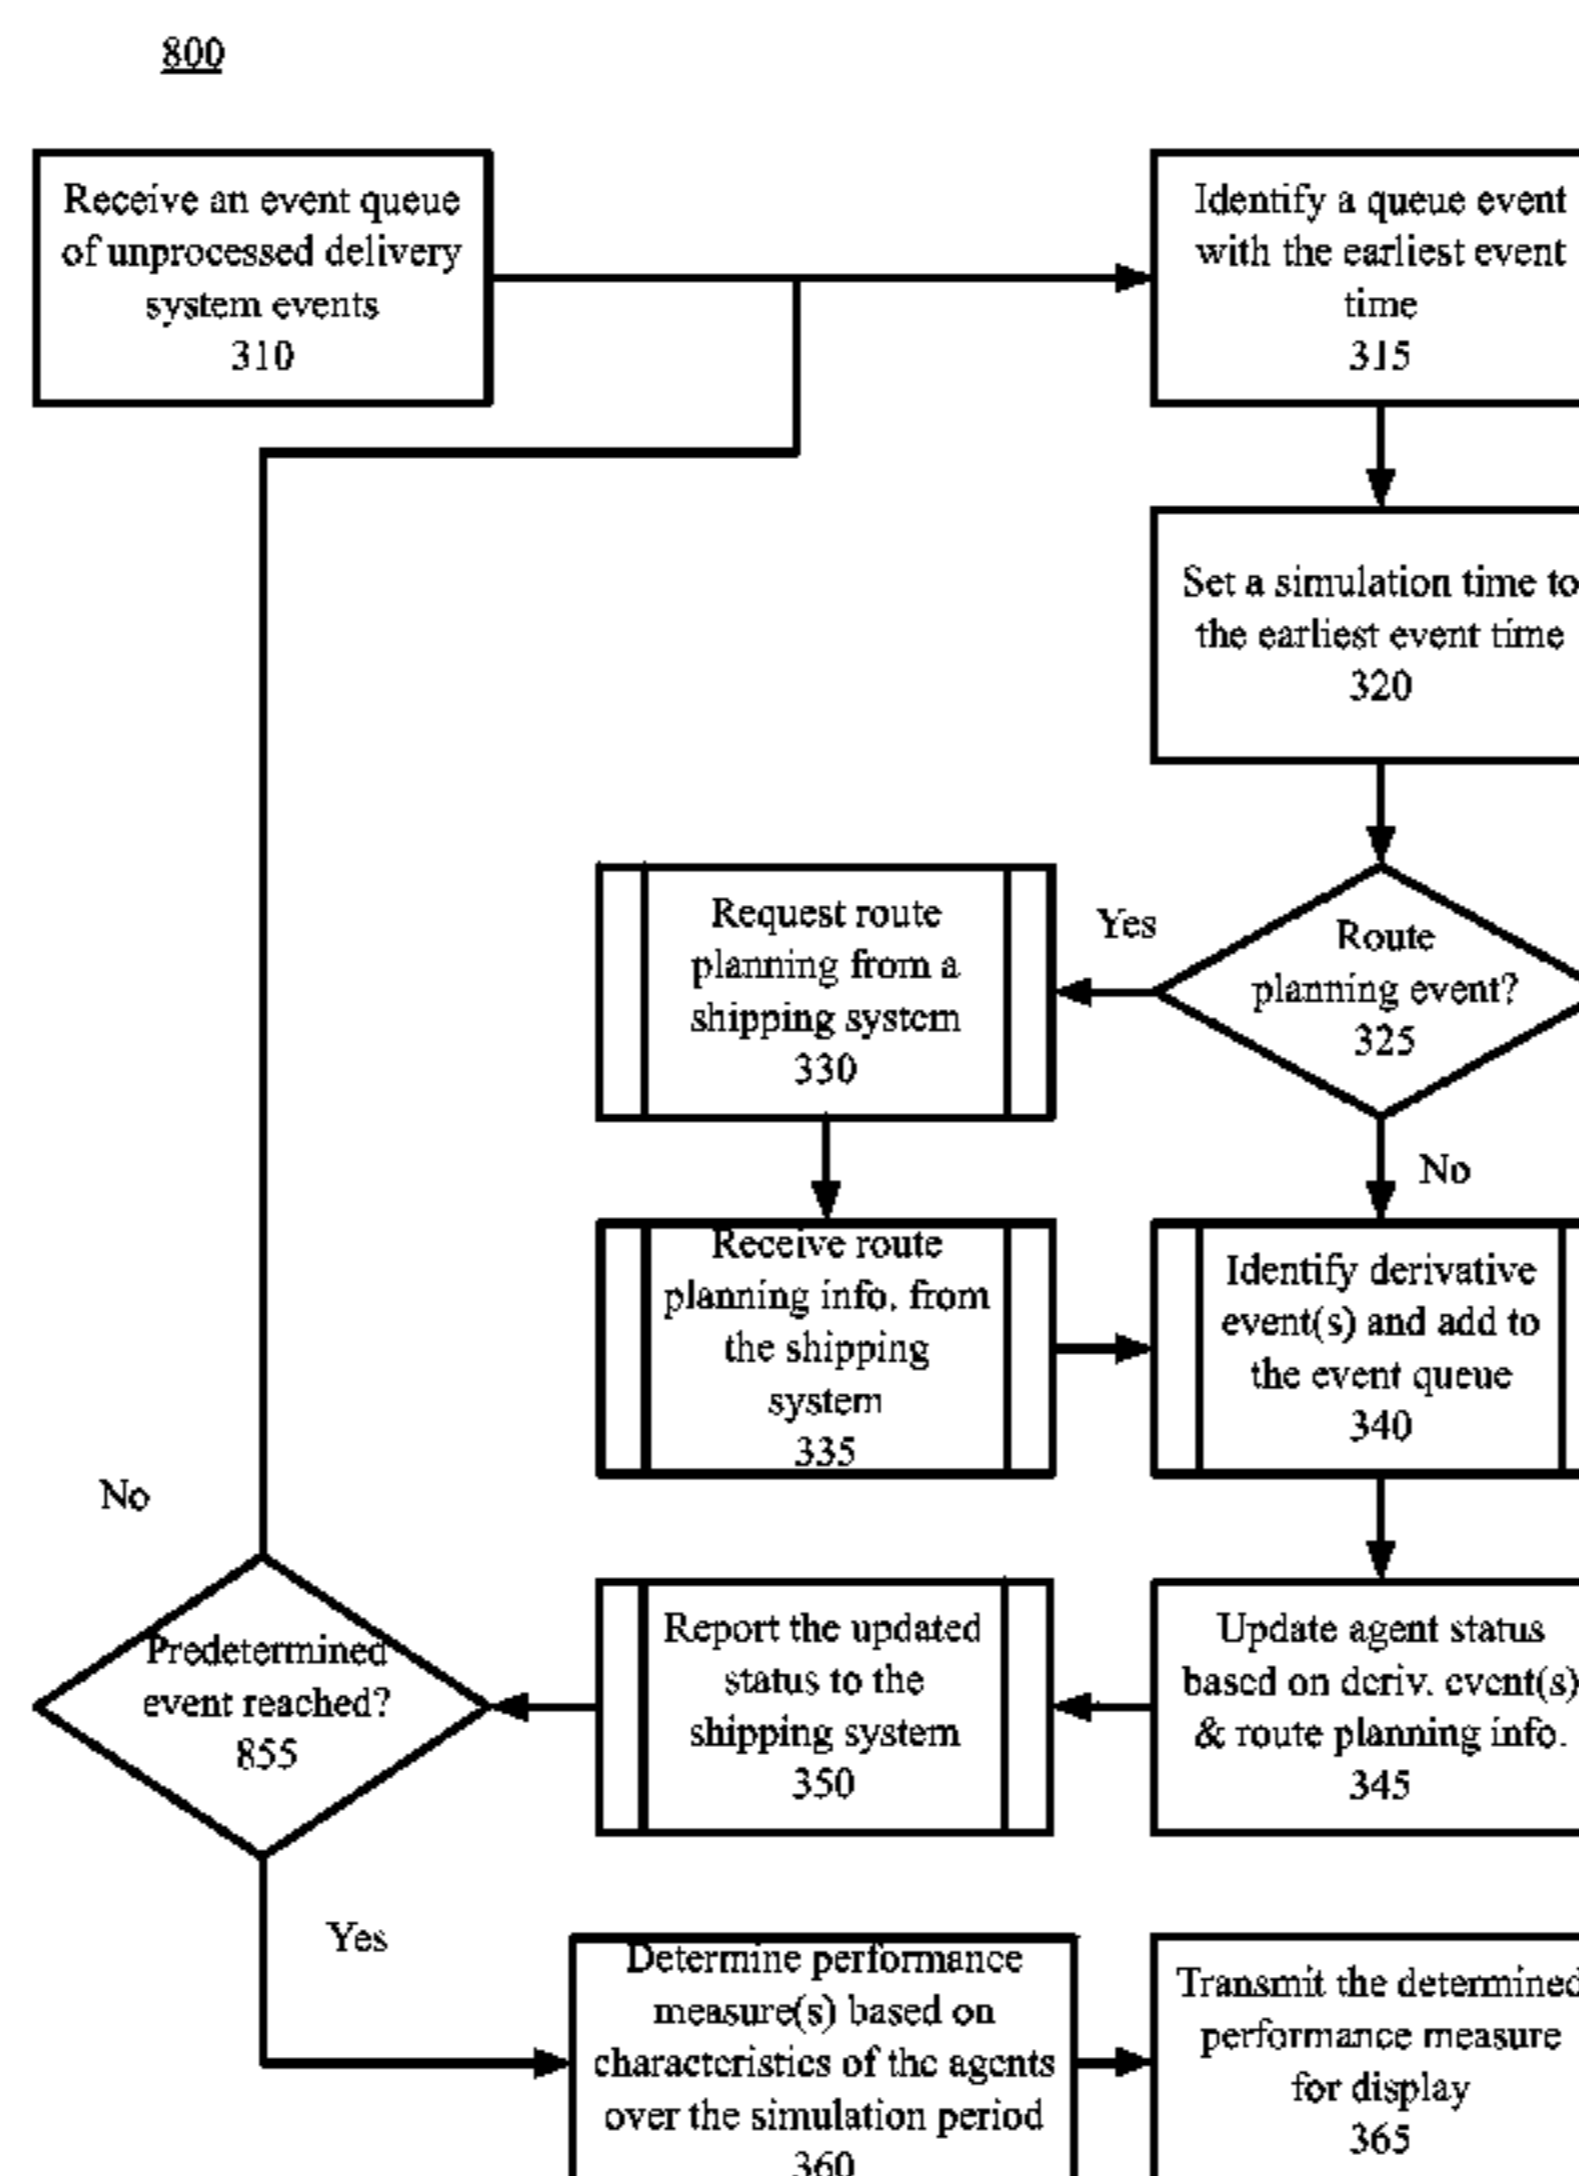 800
Receive an event queue
of unprocessed delivery
system events
310
Identify a queue event
with the earliest event
time
315
Set a simulation time to
the earliest event time
320
Route
planning event?
325
Yes
No
Request route
planning from a
shipping system
330
Receive route
planning info. from
the shipping
system
335
Identify derivative
event(s) and add to
the event queue
340
Update agent status
based on deriv. event(s)
& route planning info.
345
Report the updated
status to the
shipping system
350
Predetermined
event reached?
855
No
Yes
Determine performance
measure(s) based on
characteristics of the agents
over the simulation period
360
Transmit the determined
performance measure
for display
365